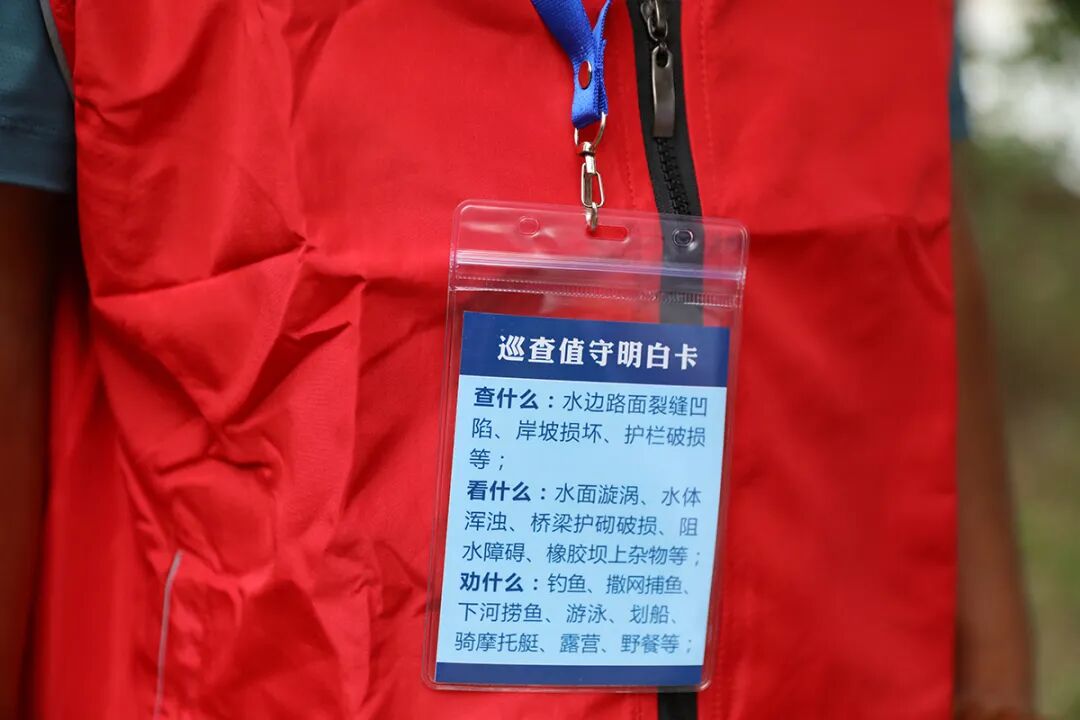 巡查值守明白卡
查什么：水边路面裂缝凹
陷、岸坡损坏、护栏破损
等；
看什么：水面漩涡、水体
浑浊、桥梁护砌破损、阻
水障碍、橡胶坝上杂物等；
劝什么：钓鱼、撒网捕鱼、
下河捞鱼、游泳、划船、
骑摩托艇、露营、野餐等；